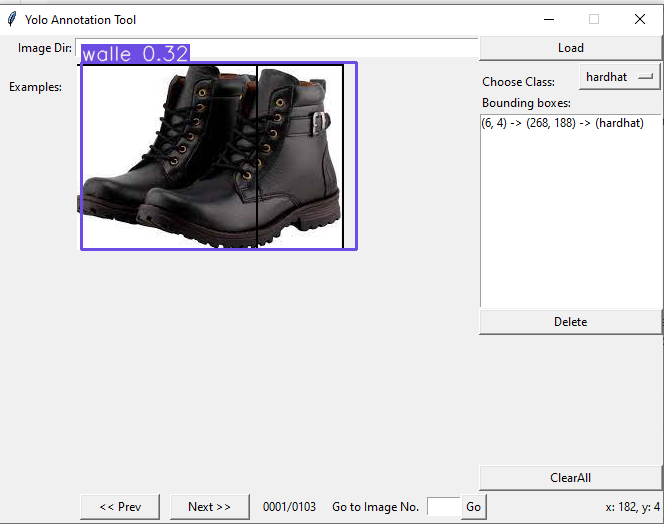 Yolo Annotation Tool
Image Dir:
Load
walle 0.32
Examples:
Choose Class:
hardhat
Bounding boxes:
(6, 4) -> (268, 188) -> (hardhat)
Delete
ClearAll
<< Prev
Next >>
0001/0103
Go to Image No.
Go
x: 182, y: 4